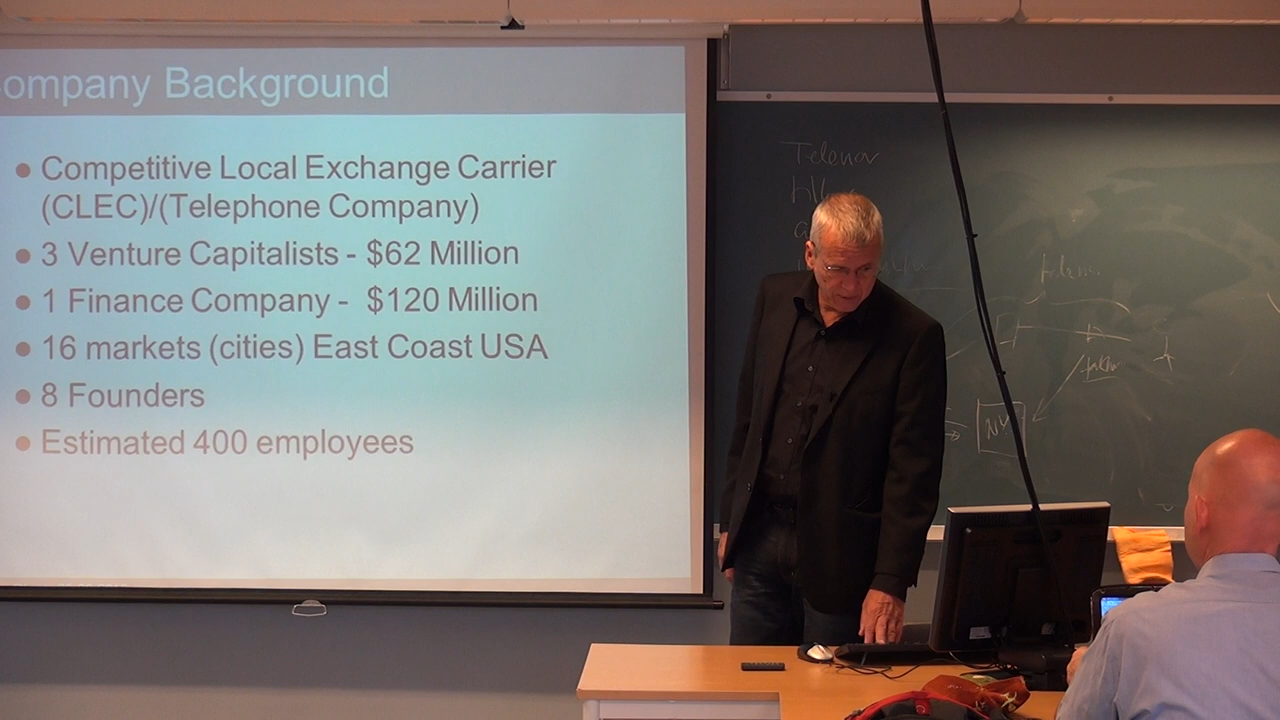 ompany Background
● Competitive Local Exchange Carrier
(CLEC)/(Telephone Company)
● 3 Venture Capitalists - $62 Million
● 1 Finance Company - $120 Million
● 16 markets (cities) East Coast USA
● 8 Founders
● Estimated 400 employees
Telenor
NY